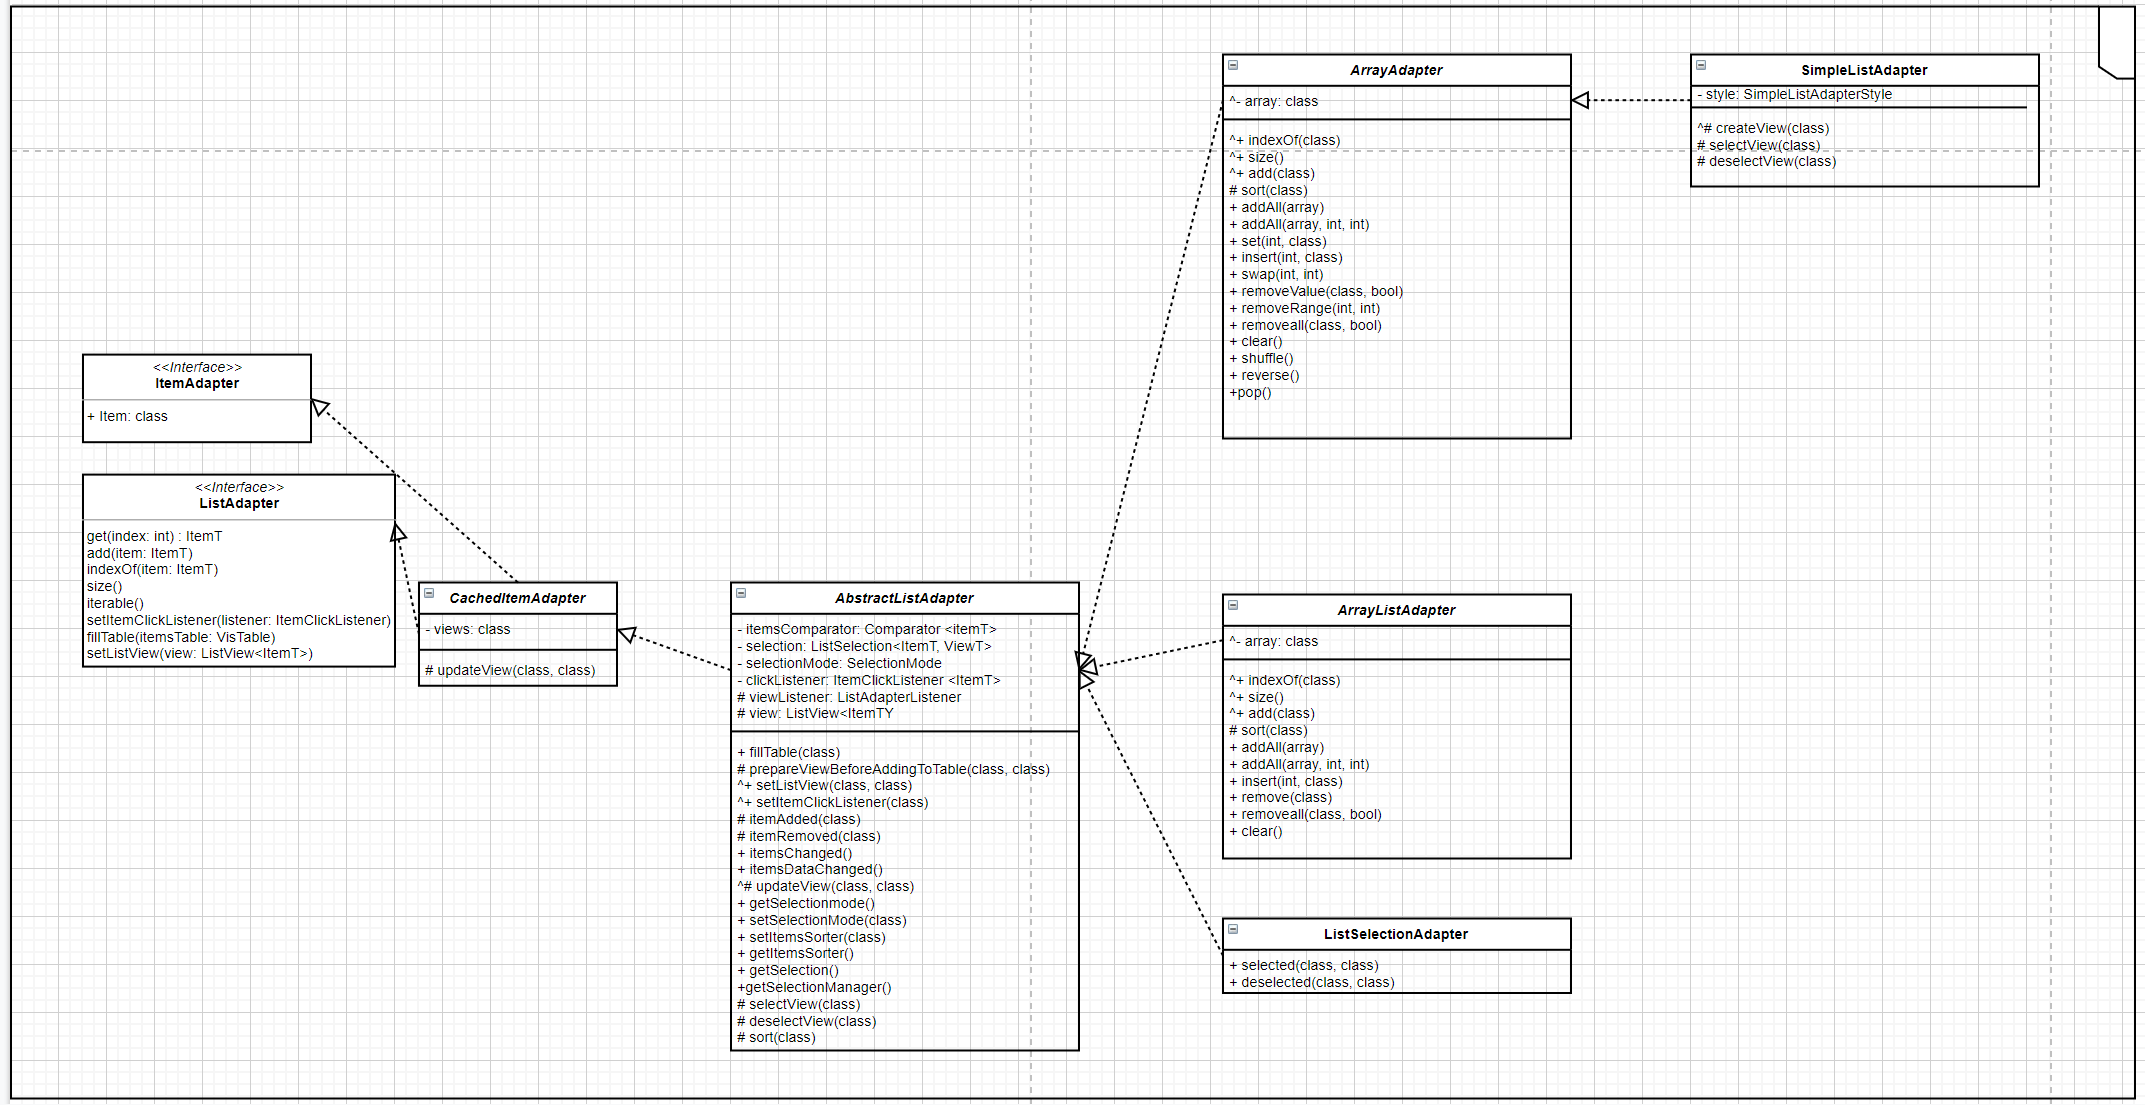 <<Interface>>
ItemAdapter
+ Item: class
<<Interface>>
ListAdapter
get(index: int) : ItemT
add(item: ItemT)
indexOf(item: ItemT)
size()
iterable()
setItemClickListener(listener: ItemClickListener)
fillTable(itemsTable: VisTable)
setListView(view: ListView<ItemT>)
CachedItemAdapter
- views: class
# updateView(class, class)
AbstractListAdapter
- itemsComparator: Comparator <itemT>
- selection: ListSelection<ItemT, ViewT>
- selectionMode: SelectionMode
- clickListener: ItemClickListener <ItemT>
# viewListener: ListAdapterListener
# view: ListView<ItemTY
+ fillTable(class)
# prepareViewBeforeAddingToTable(class, class)
^+ setListView(class, class)
^+ setItemClickListener(class)
# itemAdded(class)
# itemRemoved(class)
+ itemsChanged()
+ itemsDataChanged()
^# updateView(class, class)
+ getSelectionmode()
+ setSelectionMode(class)
+ setItemsSorter(class)
+ getItemsSorter()
+ getSelection()
+getSelectionManager()
# selectView(class)
# deselectView(class)
# sort(class)
ArrayAdapter
^- array: class
^+ indexOf(class)
^+ size()
^+ add(class)
# sort(class)
+ addAll(array)
+ addAll(array, int, int)
+ set(int, class)
+ insert(int, class)
+ swap(int, int)
+ removeValue(class, bool)
+ removeRange(int, int)
+ removeall(class, bool)
+ clear()
+ shuffle()
+ reverse()
+pop()
SimpleListAdapter
- style: SimpleListAdapterStyle
^# createView(class)
# selectView(class)
# deselectView(class)
ArrayListAdapter
^- array: class
^+ indexOf(class)
^+ size()
^+ add(class)
# sort(class)
+ addAll(array)
+ addAll(array, int, int)
+ insert(int, class)
+ remove(class)
+ removeall(class, bool)
+ clear()
ListSelectionAdapter
+ selected(class, class)
+ deselected(class, class)